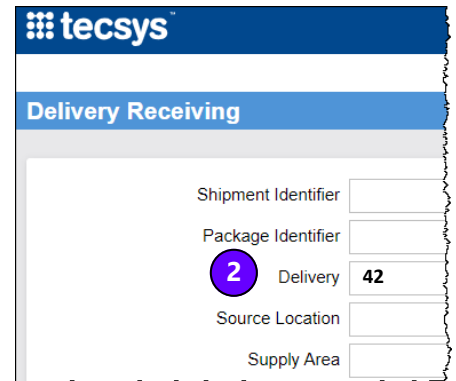 tecsys
Delivery Receiving
Shipment Identifier
Package Identifier
2 Delivery 42
Source Location
Supply Area